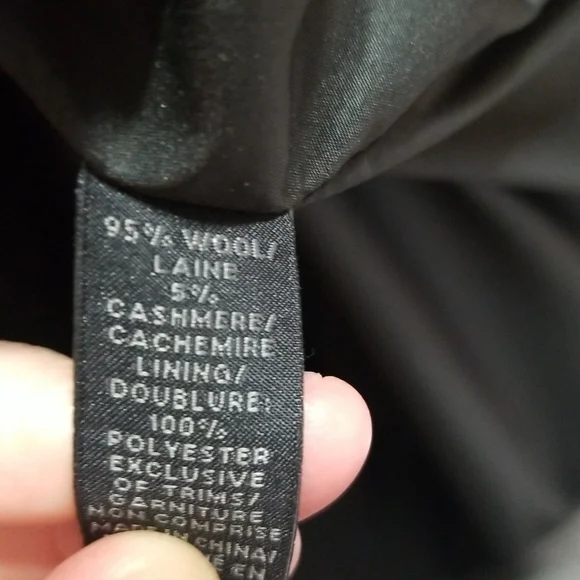 95% WOOL/
LAINE
5%
CASHMERE/
CACHEMIRE
LINING/
DOUBLURE:
100%
POLYESTER
EXCLUSIVE
OF TRIMS/
GARNITURE
NON COMPRISE
MADE IN CHINA/
EN